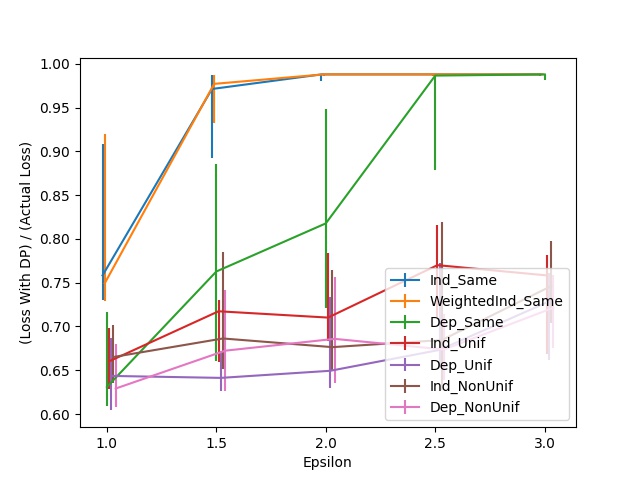 (Loss With DP) / (Actual Loss)
1.00
0.95
0.90
0.85
0.80
0.75
0.70
0.65
0.60
Ind_Same
WeightedInd_Same
Dep_Same
Ind_Unif
Dep_Unif
Ind_NonUnif
Dep_NonUnif
1.0 1.5 2.0 2.5 3.0
Epsilon